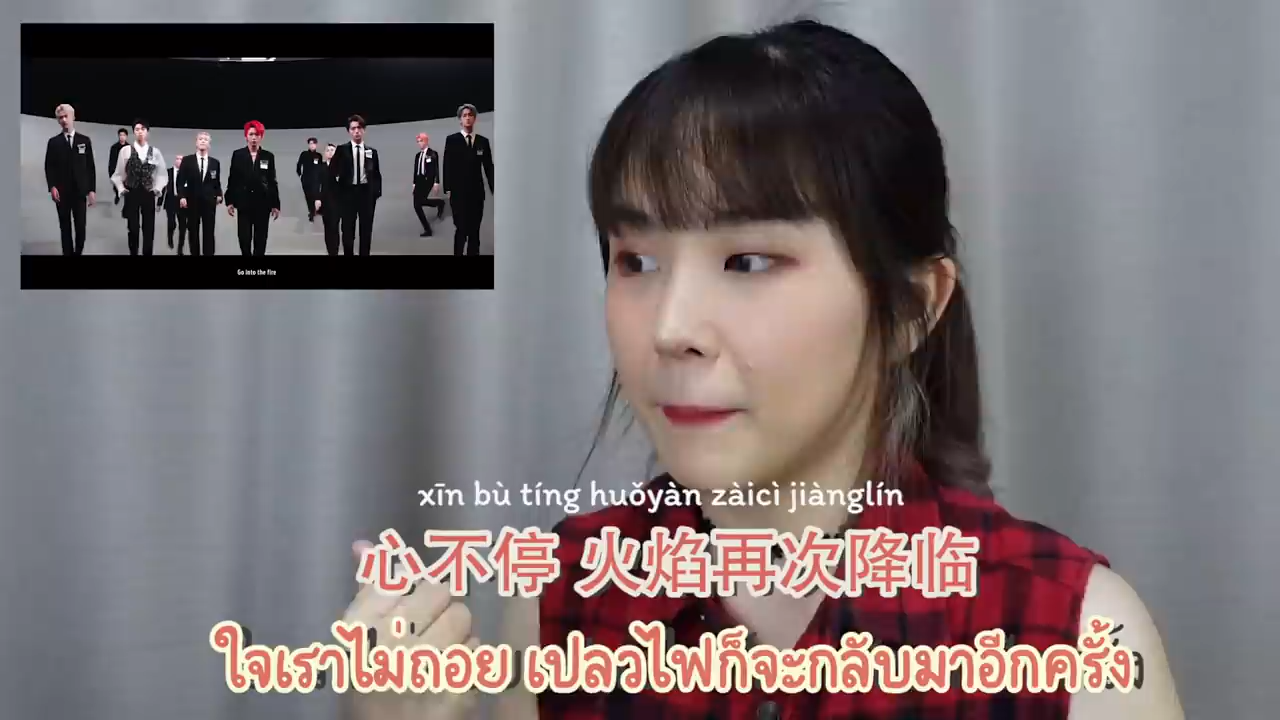 Go into the fire
xīn bù tíng huǒyàn zàicì jiànglín
心不停 火焰再次降临
ใจเราไม่ถอย เปลวไฟก็จะกลับมาอีกครั้ง